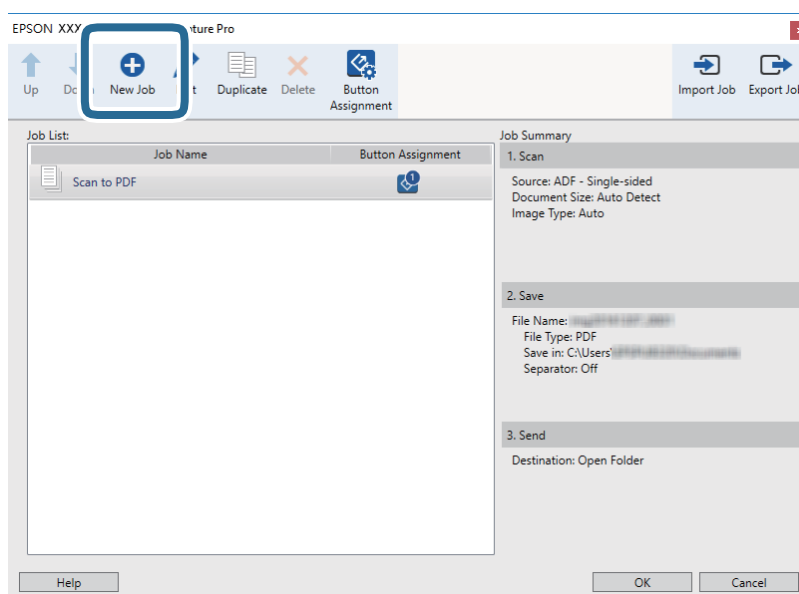 EPSON XXX ture Pro
Up
New Job
Duplicate
Delete
Button
Assignment
Import Job
Export Job
Job List:
Job Name
Button Assignment
Scan to PDF
1
Job Summary
1. Scan
Source: ADF - Single-sided
Document Size: Auto Detect
Image Type: Auto
2. Save
File Name:
File Type: PDF
Save in: C:\Users\
Separator: Off
3. Send
Destination: Open Folder
Help
OK
Cancel